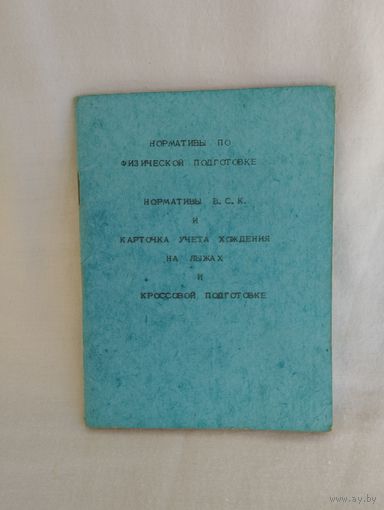 НОРМАТИВЫ ПО
ФИЗИЧЕСКОЙ ПОДГОТОВКЕ
НОРМАТИВЫ В.С.К.
И
КАРТОЧКА УЧЕТА ХОЖДЕНИЯ
НА ЛЫЖАХ
И
КРОССОВОЙ ПОДГОТОВКЕ
www.ay.by